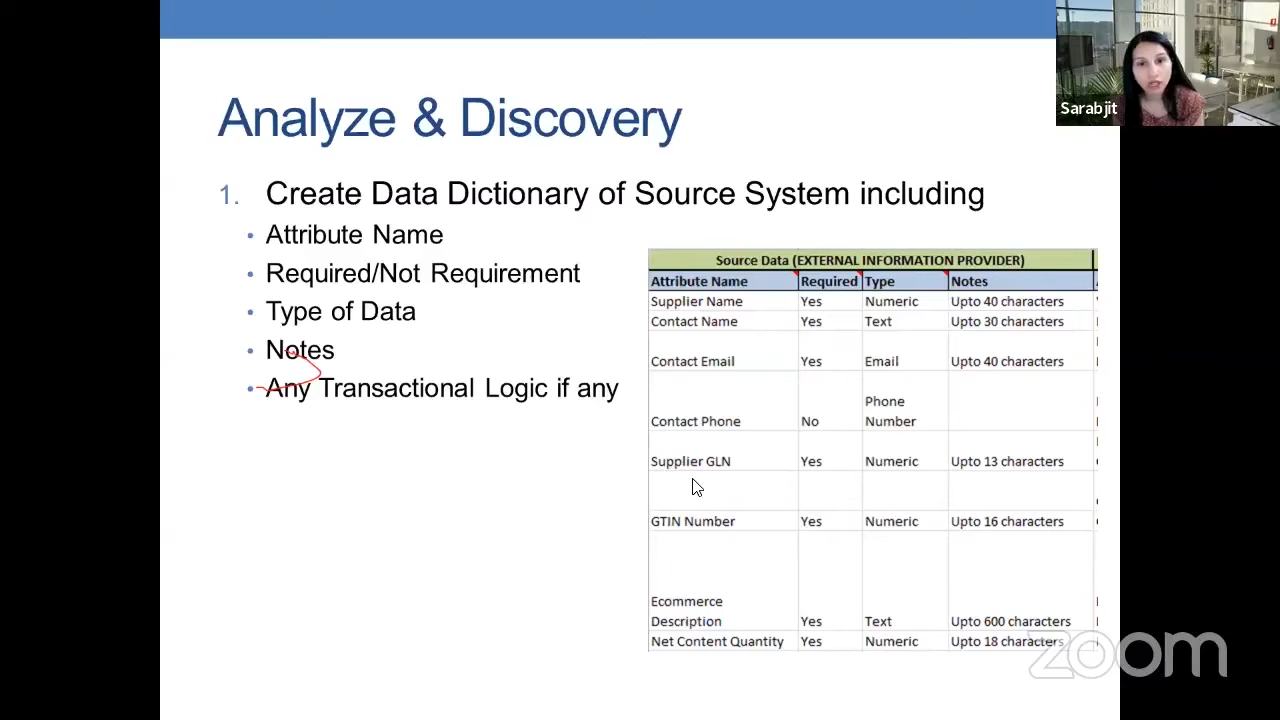 Sarabjit
Analyze & Discovery
1. Create Data Dictionary of Source System including
• Attribute Name
• Required/Not Requirement
• Type of Data
• Notes
• Any Transactional Logic if any
Source Data (EXTERNAL INFORMATION PROVIDER)
Attribute Name Required Type Notes
Supplier Name Yes Numeric Upto 40 characters
Contact Name Yes Text Upto 30 characters
Contact Email Yes Email Upto 40 characters
Phone
Contact Phone No Number
Supplier GLN Yes Numeric Upto 13 characters
GTIN Number Yes Numeric Upto 16 characters
Ecommerce
Description Yes Text Upto 600 characters
Net Content Quantity Yes Numeric Upto 18 characters
zoom